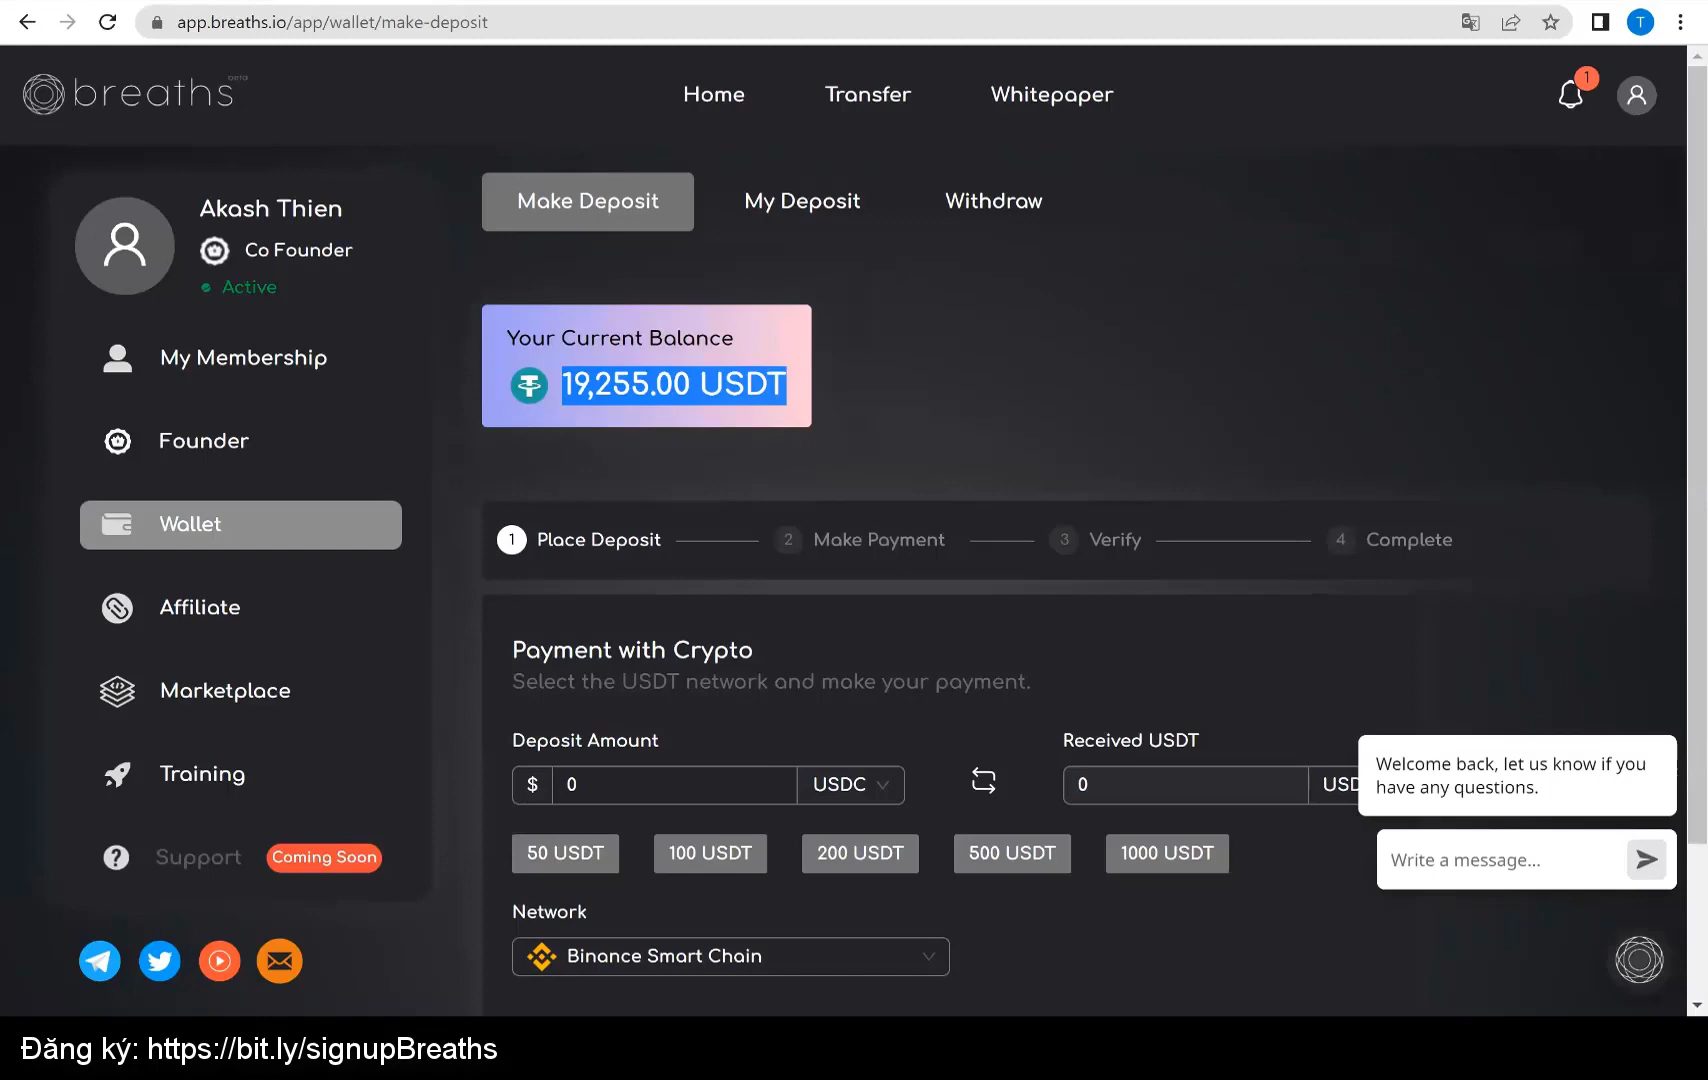 app.breaths.io/app/wallet/make-deposit
T
breaths beta
Home
Transfer
Whitepaper
1
Akash Thien
Co Founder
Active
My Membership
Founder
Wallet
Affiliate
Marketplace
Training
Support
Coming Soon
Make Deposit
My Deposit
Withdraw
Your Current Balance
19,255.00 USDT
1 Place Deposit
2 Make Payment
3 Verify
4 Complete
Payment with Crypto
Select the USDT network and make your payment.
Deposit Amount
Received USDT
$ 0 USDC
0 USD
50 USDT
100 USDT
200 USDT
500 USDT
1000 USDT
Network
Binance Smart Chain
Welcome back, let us know if you
have any questions.
Write a message...
Đăng ký: https://bit.ly/signupBreaths